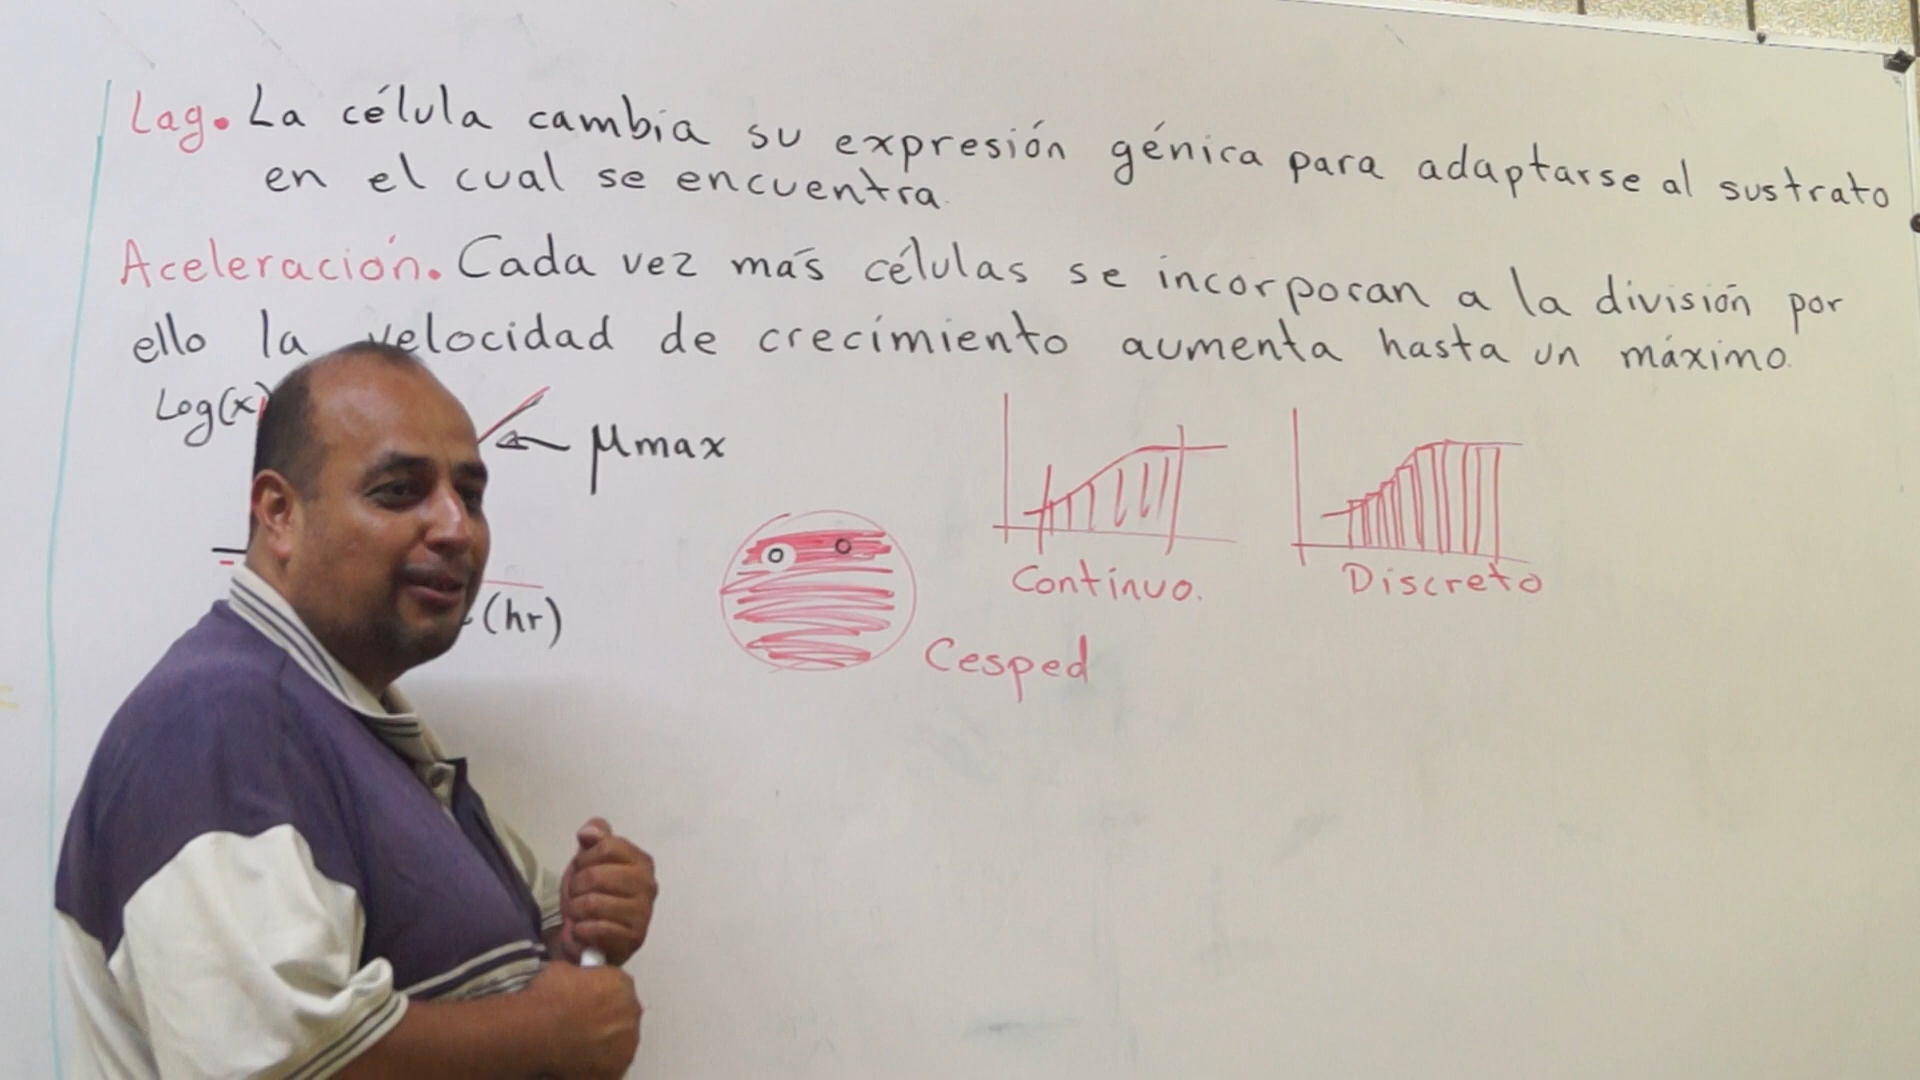 Lag. La célula cambia su expresión génica para adaptarse al sustrato
en el cual se encuentra.
Aceleración. Cada vez más células se incorporan a la división por
ello la velocidad de crecimiento aumenta hasta un máximo.
Log(x)
μmax
(hr)
Continuo.
Discreto
Cesped